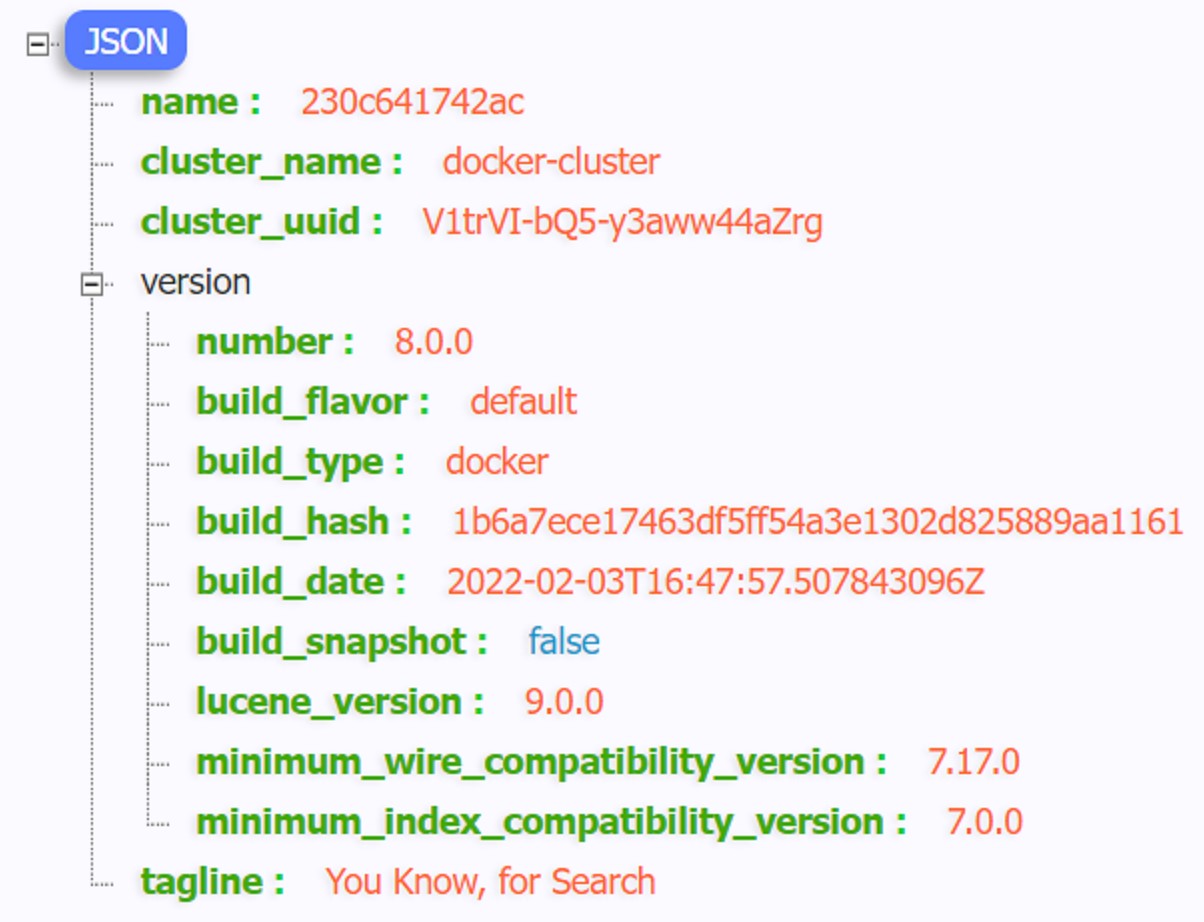 JSON
name : 230c641742ac
cluster_name : docker-cluster
cluster_uuid : V1trVI-bQ5-y3aww44aZrg
version
number : 8.0.0
build_flavor : default
build_type : docker
build_hash : 1b6a7ece17463df5ff54a3e1302d825889aa1161
build_date : 2022-02-03T16:47:57.507843096Z
build_snapshot : false
lucene_version : 9.0.0
minimum_wire_compatibility_version : 7.17.0
minimum_index_compatibility_version : 7.0.0
tagline : You Know, for Search